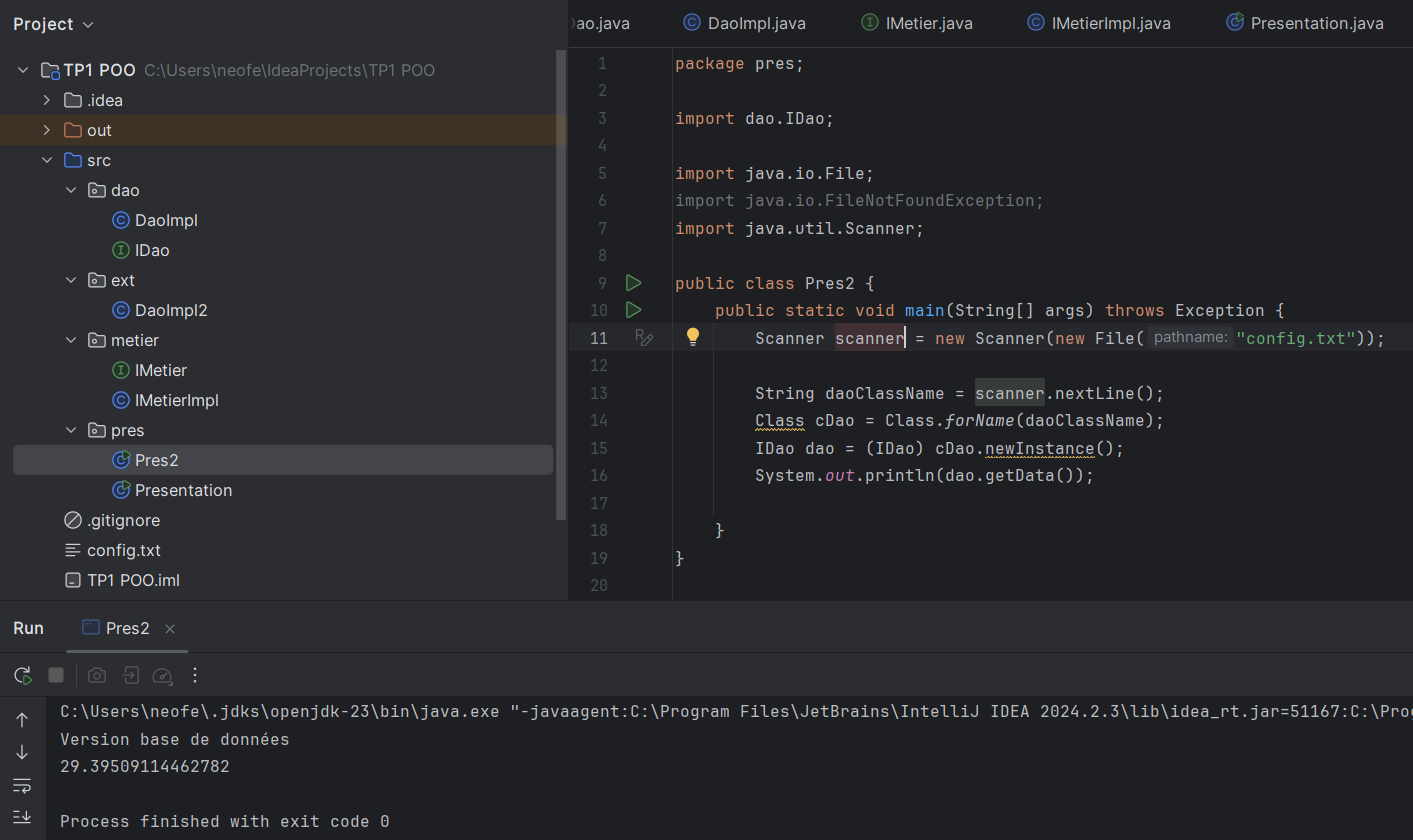 Project
TP1 POO C:\Users\neofe\IdeaProjects\TP1 POO
.idea
out
src
dao
DaoImpl
IDao
ext
DaoImpl2
metier
IMetier
IMetierImpl
pres
Pres2
Presentation
.gitignore
config.txt
TP1 POO.iml
ao.java DaoImpl.java IMetier.java IMetierImpl.java Presentation.java
1 package pres;
2
3 import dao.IDao;
4
5 import java.io.File;
6 import java.io.FileNotFoundException;
7 import java.util.Scanner;
8
9 public class Pres2 {
10 public static void main(String[] args) throws Exception {
11 Scanner scanner = new Scanner(new File( pathname: "config.txt"));
12
13 String daoClassName = scanner.nextLine();
14 Class cDao = Class.forName(daoClassName);
15 IDao dao = (IDao) cDao.newInstance();
16 System.out.println(dao.getData());
17
18 }
19 }
20
Run Pres2
C:\Users\neofe\.jdks\openjdk-23\bin\java.exe "-javaagent:C:\Program Files\JetBrains\IntelliJ IDEA 2024.2.3\lib\idea_rt.jar=51167:C:\Prog
Version base de données
29.39509114462782
Process finished with exit code 0